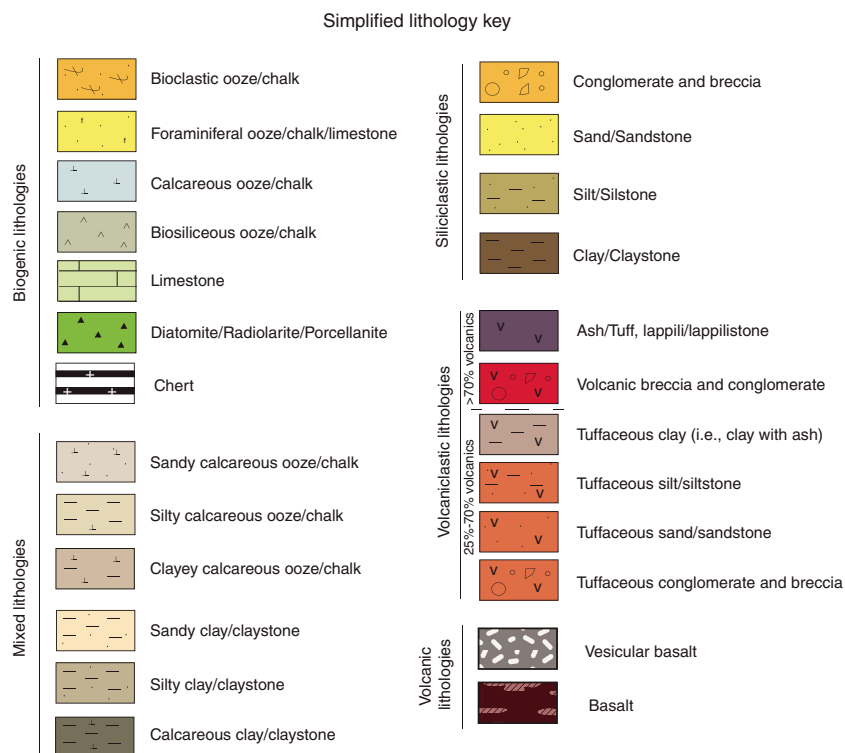 Simplified lithology key
Biogenic lithologies
Bioclastic ooze/chalk
Foraminiferal ooze/chalk/limestone
Calcareous ooze/chalk
Biosiliceous ooze/chalk
Limestone
Diatomite/Radiolarite/Porcellanite
Chert
Mixed lithologies
Sandy calcareous ooze/chalk
Silty calcareous ooze/chalk
Clayey calcareous ooze/chalk
Sandy clay/claystone
Silty clay/claystone
Calcareous clay/claystone
Siliciclastic lithologies
Conglomerate and breccia
Sand/Sandstone
Silt/Silstone
Clay/Claystone
Volcaniclastic lithologies
>70% volcanics
Ash/Tuff, lappili/lappilistone
Volcanic breccia and conglomerate
25%-70% volcanics
Tuffaceous clay (i.e., clay with ash)
Tuffaceous silt/siltstone
Tuffaceous sand/sandstone
Tuffaceous conglomerate and breccia
Volcanic
lithologies
Vesicular basalt
Basalt